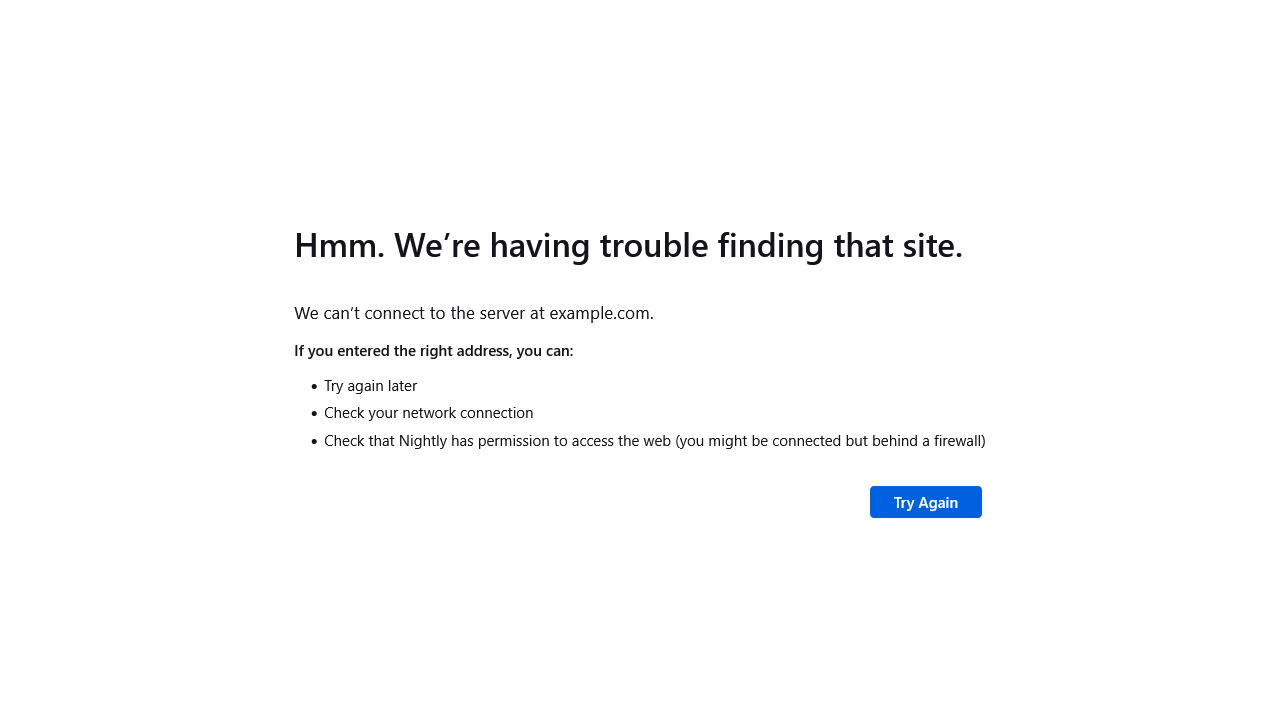 Hmm. We’re having trouble finding that site.
We can’t connect to the server at example.com.
If you entered the right address, you can:
• Try again later
• Check your network connection
• Check that Nightly has permission to access the web (you might be connected but behind a firewall)
Try Again